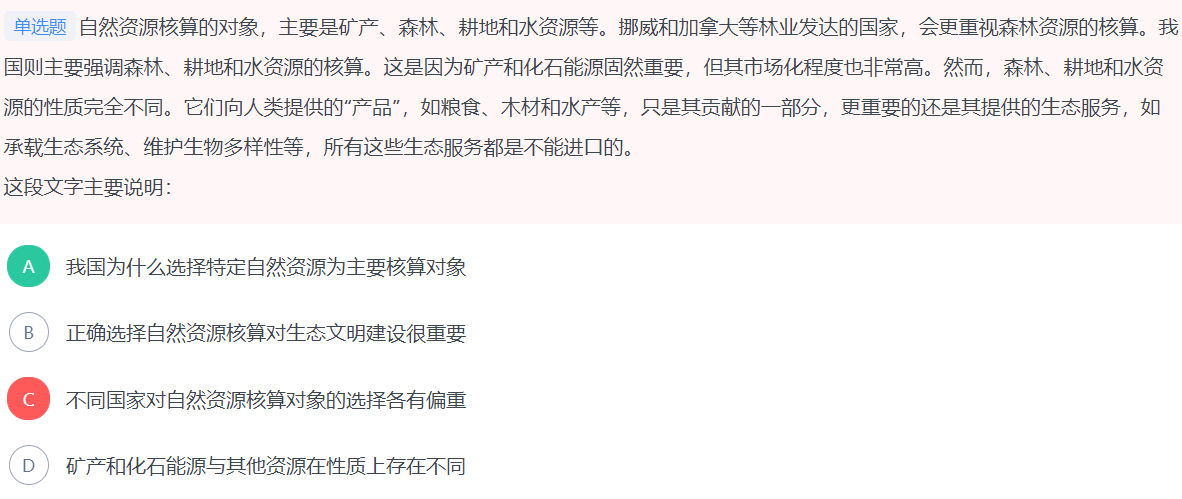 单选题 自然资源核算的对象，主要是矿产、森林、耕地和水资源等。挪威和加拿大等林业发达的国家，会更重视森林资源的核算。我
国则主要强调森林、耕地和水资源的核算。这是因为矿产和化石能源固然重要，但其市场化程度也非常高。然而，森林、耕地和水资
源的性质完全不同。它们向人类提供的“产品”，如粮食、木材和水产等，只是其贡献的一部分，更重要的还是其提供的生态服务，如
承载生态系统、维护生物多样性等，所有这些生态服务都是不能进口的。
这段文字主要说明：
A 我国为什么选择特定自然资源为主要核算对象
B 正确选择自然资源核算对生态文明建设很重要
C 不同国家对自然资源核算对象的选择各有偏重
D 矿产和化石能源与其他资源在性质上存在不同